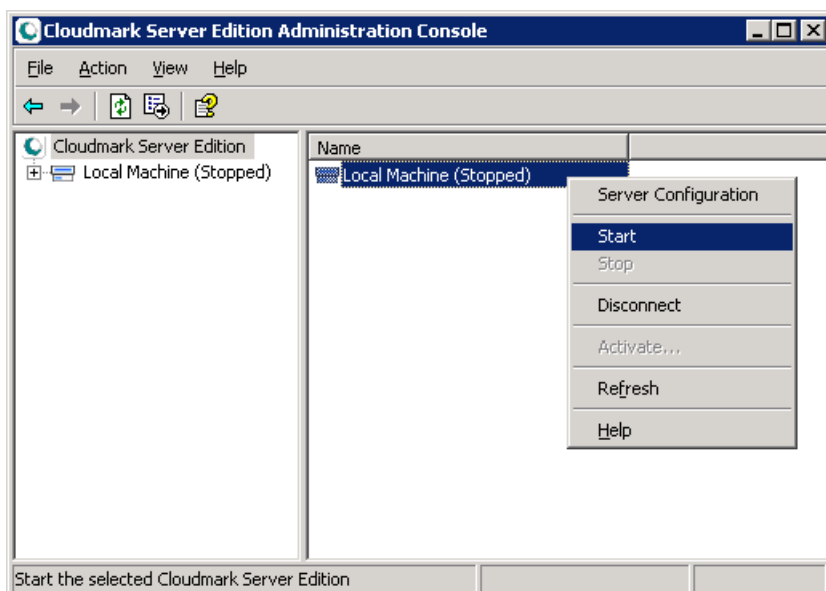 Cloudmark Server Edition Administration Console
File Action View Help
Cloudmark Server Edition
Local Machine (Stopped)
Name
Local Machine (Stopped)
Server Configuration
Start
Stop
Disconnect
Activate...
Refresh
Help
Start the selected Cloudmark Server Edition